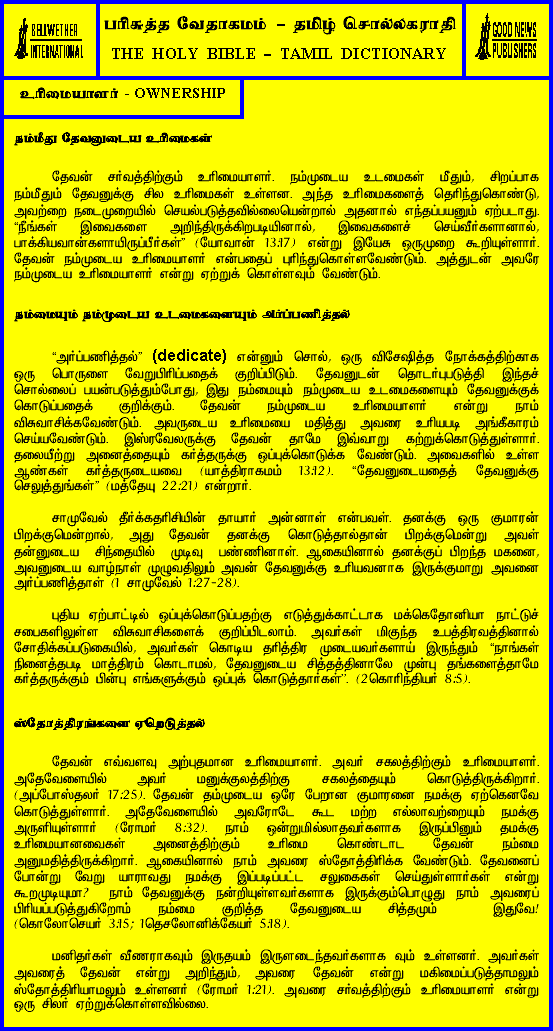 BELLWETHER
INTERNATIONAL
பரிசுத்த வேதாகமம் – தமிழ் சொல்லகராதி
THE HOLY BIBLE – TAMIL DICTIONARY
GOOD NEWS
PUBLISHERS
உரிமையாளர் - OWNERSHIP
நம்மீது தேவனுடைய உரிமைகள்
தேவன் சர்வத்திற்கும் உரிமையாளர். நம்முடைய உடமைகள் மீதும், சிறப்பாக
நம்மீதும் தேவனுக்கு சில உரிமைகள் உள்ளன. அந்த உரிமைகளைத் தெரிந்துகொண்டு,
அவற்றை நடைமுறையில் செயல்படுத்தவில்லையென்றால் அதனால் எந்தப்பயனும் ஏற்படாது.
“நீங்கள் இவைகளை அறிந்திருக்கிறபடியினால், இவைகளைச் செய்வீர்களானால்,
பாக்கியவான்களாயிருப்பீர்கள்” (யோவான் 13:17) என்று இயேசு ஒருமுறை கூறியுள்ளார்.
தேவன் நம்முடைய உரிமையாளர் என்பதைப் புரிந்துகொள்ளவேண்டும். அத்துடன் அவரே
நம்முடைய உரிமையாளர் என்று ஏற்றுக் கொள்ளவும் வேண்டும்.
நம்மையும் நம்முடைய உடமைகளையும் அர்ப்பணித்தல்
“அர்ப்பணித்தல்” (dedicate) என்னும் சொல், ஒரு விசேஷித்த நோக்கத்திற்காக
ஒரு பொருளை வேறுபிரிப்பதைக் குறிப்பிடும். தேவனுடன் தொடர்புபடுத்தி இந்தச்
சொல்லைப் பயன்படுத்தும்போது, இது நம்மையும் நம்முடைய உடமைகளையும் தேவனுக்குக்
கொடுப்பதைக் குறிக்கும். தேவன் நம்முடைய உரிமையாளர் என்று நாம்
விசுவாசிக்கவேண்டும். அவருடைய உரிமையை மதித்து அவரை உரியபடி அங்கீகாரம்
செய்யவேண்டும். இஸ்ரவேலருக்கு தேவன் தாமே இவ்வாறு கற்றுக்கொடுத்துள்ளார்.
தலையீற்று அனைத்தையும் கர்த்தருக்கு ஒப்புக்கொடுக்க வேண்டும். அவைகளில் உள்ள
ஆண்கள் கர்த்தருடையவை (யாத்திராகமம் 13:12). “தேவனுடையதைத் தேவனுக்கு
செலுத்துங்கள்” (மத்தேயு 22:21) என்றார்.
சாமுவேல் தீர்க்கதரிசியின் தாயார் அன்னாள் என்பவள். தனக்கு ஒரு குமாரன்
பிறக்குமென்றால், அது தேவன் தனக்கு கொடுத்தால்தான் பிறக்குமென்று அவள்
தன்னுடைய சிந்தையில் முடிவு பண்ணினாள். ஆகையினால் தனக்குப் பிறந்த மகனை,
அவனுடைய வாழ்நாள் முழுவதிலும் அவன் தேவனுக்கு உரியவனாக இருக்குமாறு அவனை
அர்ப்பணித்தாள் (1 சாமுவேல் 1:27-28).
புதிய ஏற்பாட்டில் ஒப்புக்கொடுப்பதற்கு எடுத்துக்காட்டாக மக்கெதோனியா நாட்டுச்
சபைகளிலுள்ள விசுவாசிகளைக் குறிப்பிடலாம். அவர்கள் மிகுந்த உபத்திரவத்தினால்
சோதிக்கப்படுகையில், அவர்கள் கொடிய தரித்திர முடையவர்களாய் இருந்தும் “நாங்கள்
நினைத்தபடி மாத்திரம் கொடாமல், தேவனுடைய சித்தத்தினாலே முன்பு தங்களைத்தாமே
கர்த்தருக்கும் பின்பு எங்களுக்கும் ஒப்புக் கொடுத்தார்கள்”. (2கொரிந்தியர் 8:5).
ஸ்தோத்திரங்களை ஏறெடுத்தல்
தேவன் எவ்வளவு அற்புதமான உரிமையாளர். அவர் சகலத்திற்கும் உரிமையாளர்.
அதேவேளையில் அவர் மனுக்குலத்திற்கு சகலத்தையும் கொடுத்திருக்கிறார்.
(அப்போஸ்தலர் 17:25). தேவன் தம்முடைய ஒரே பேறான குமாரனை நமக்கு ஏற்கெனவே
கொடுத்துள்ளார். அதேவேளையில் அவரோடே கூட மற்ற எல்லாவற்றையும் நமக்கு
அருளியுள்ளார் (ரோமர் 8:32). நாம் ஒன்றுமில்லாதவர்களாக இருப்பினும் தமக்கு
உரிமையானவைகள் அனைத்திற்கும் உரிமை கொண்டாட தேவன் நம்மை
அனுமதித்திருக்கிறார். ஆகையினால் நாம் அவரை ஸ்தோத்திரிக்க வேண்டும். தேவனைப்
போன்று வேறு யாராவது நமக்கு இப்படிப்பட்ட சலுகைகள் செய்துள்ளார்கள் என்று
கூறமுடியுமா? நாம் தேவனுக்கு நன்றியுள்ளவர்களாக இருக்கும்பொழுது நாம் அவரைப்
பிரியப்படுத்துகிறோம் நம்மை குறித்த தேவனுடைய சித்தமும் இதுவே!
(கொலோசெயர் 3:15; 1தெசலோனிக்கேயர் 5:18).
மனிதர்கள் வீணராகவும் இருதயம் இருளடைந்தவர்களாக வும் உள்ளனர். அவர்கள்
அவரைத் தேவன் என்று அறிந்தும், அவரை தேவன் என்று மகிமைப்படுத்தாமலும்
ஸ்தோத்திரியாமலும் உள்ளனர் (ரோமர் 1:21). அவரை சர்வத்திற்கும் உரிமையாளர் என்று
ஒரு சிலர் ஏற்றுக்கொள்ளவில்லை.